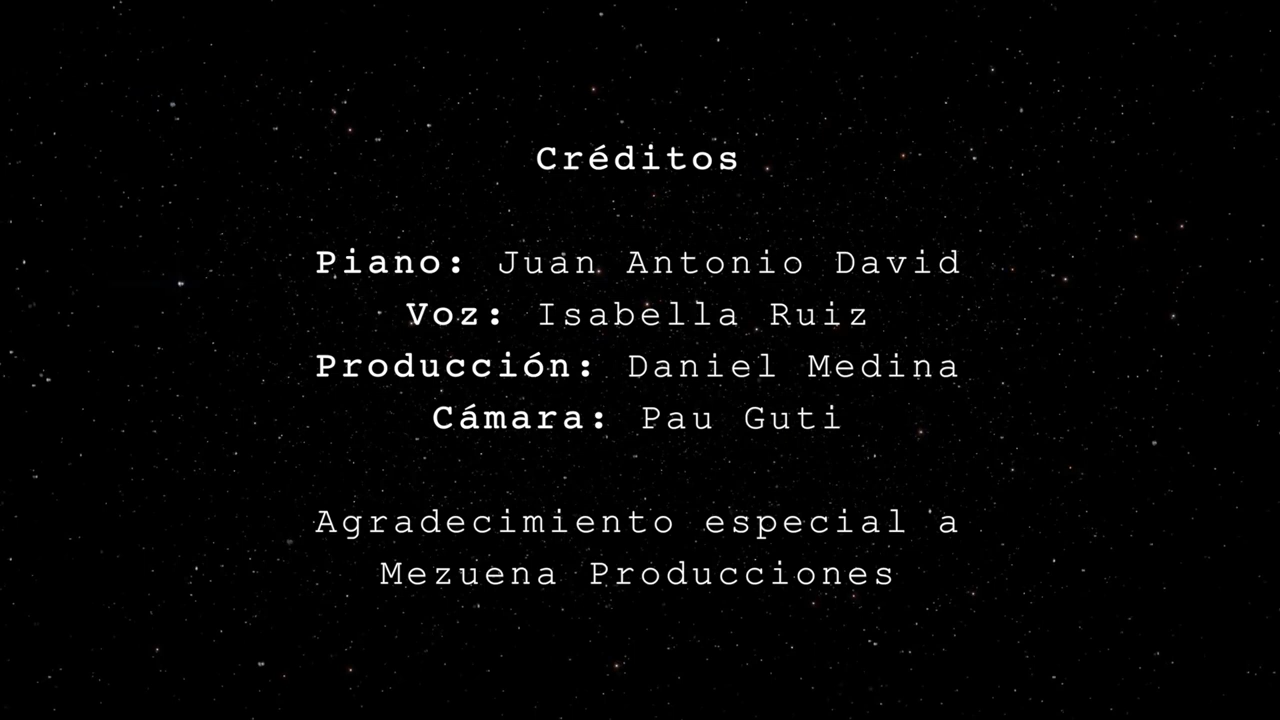 Créditos
Piano: Juan Antonio David
Voz: Isabella Ruiz
Producción: Daniel Medina
Cámara: Pau Guti
Agradecimiento especial a
Mezuena Producciones